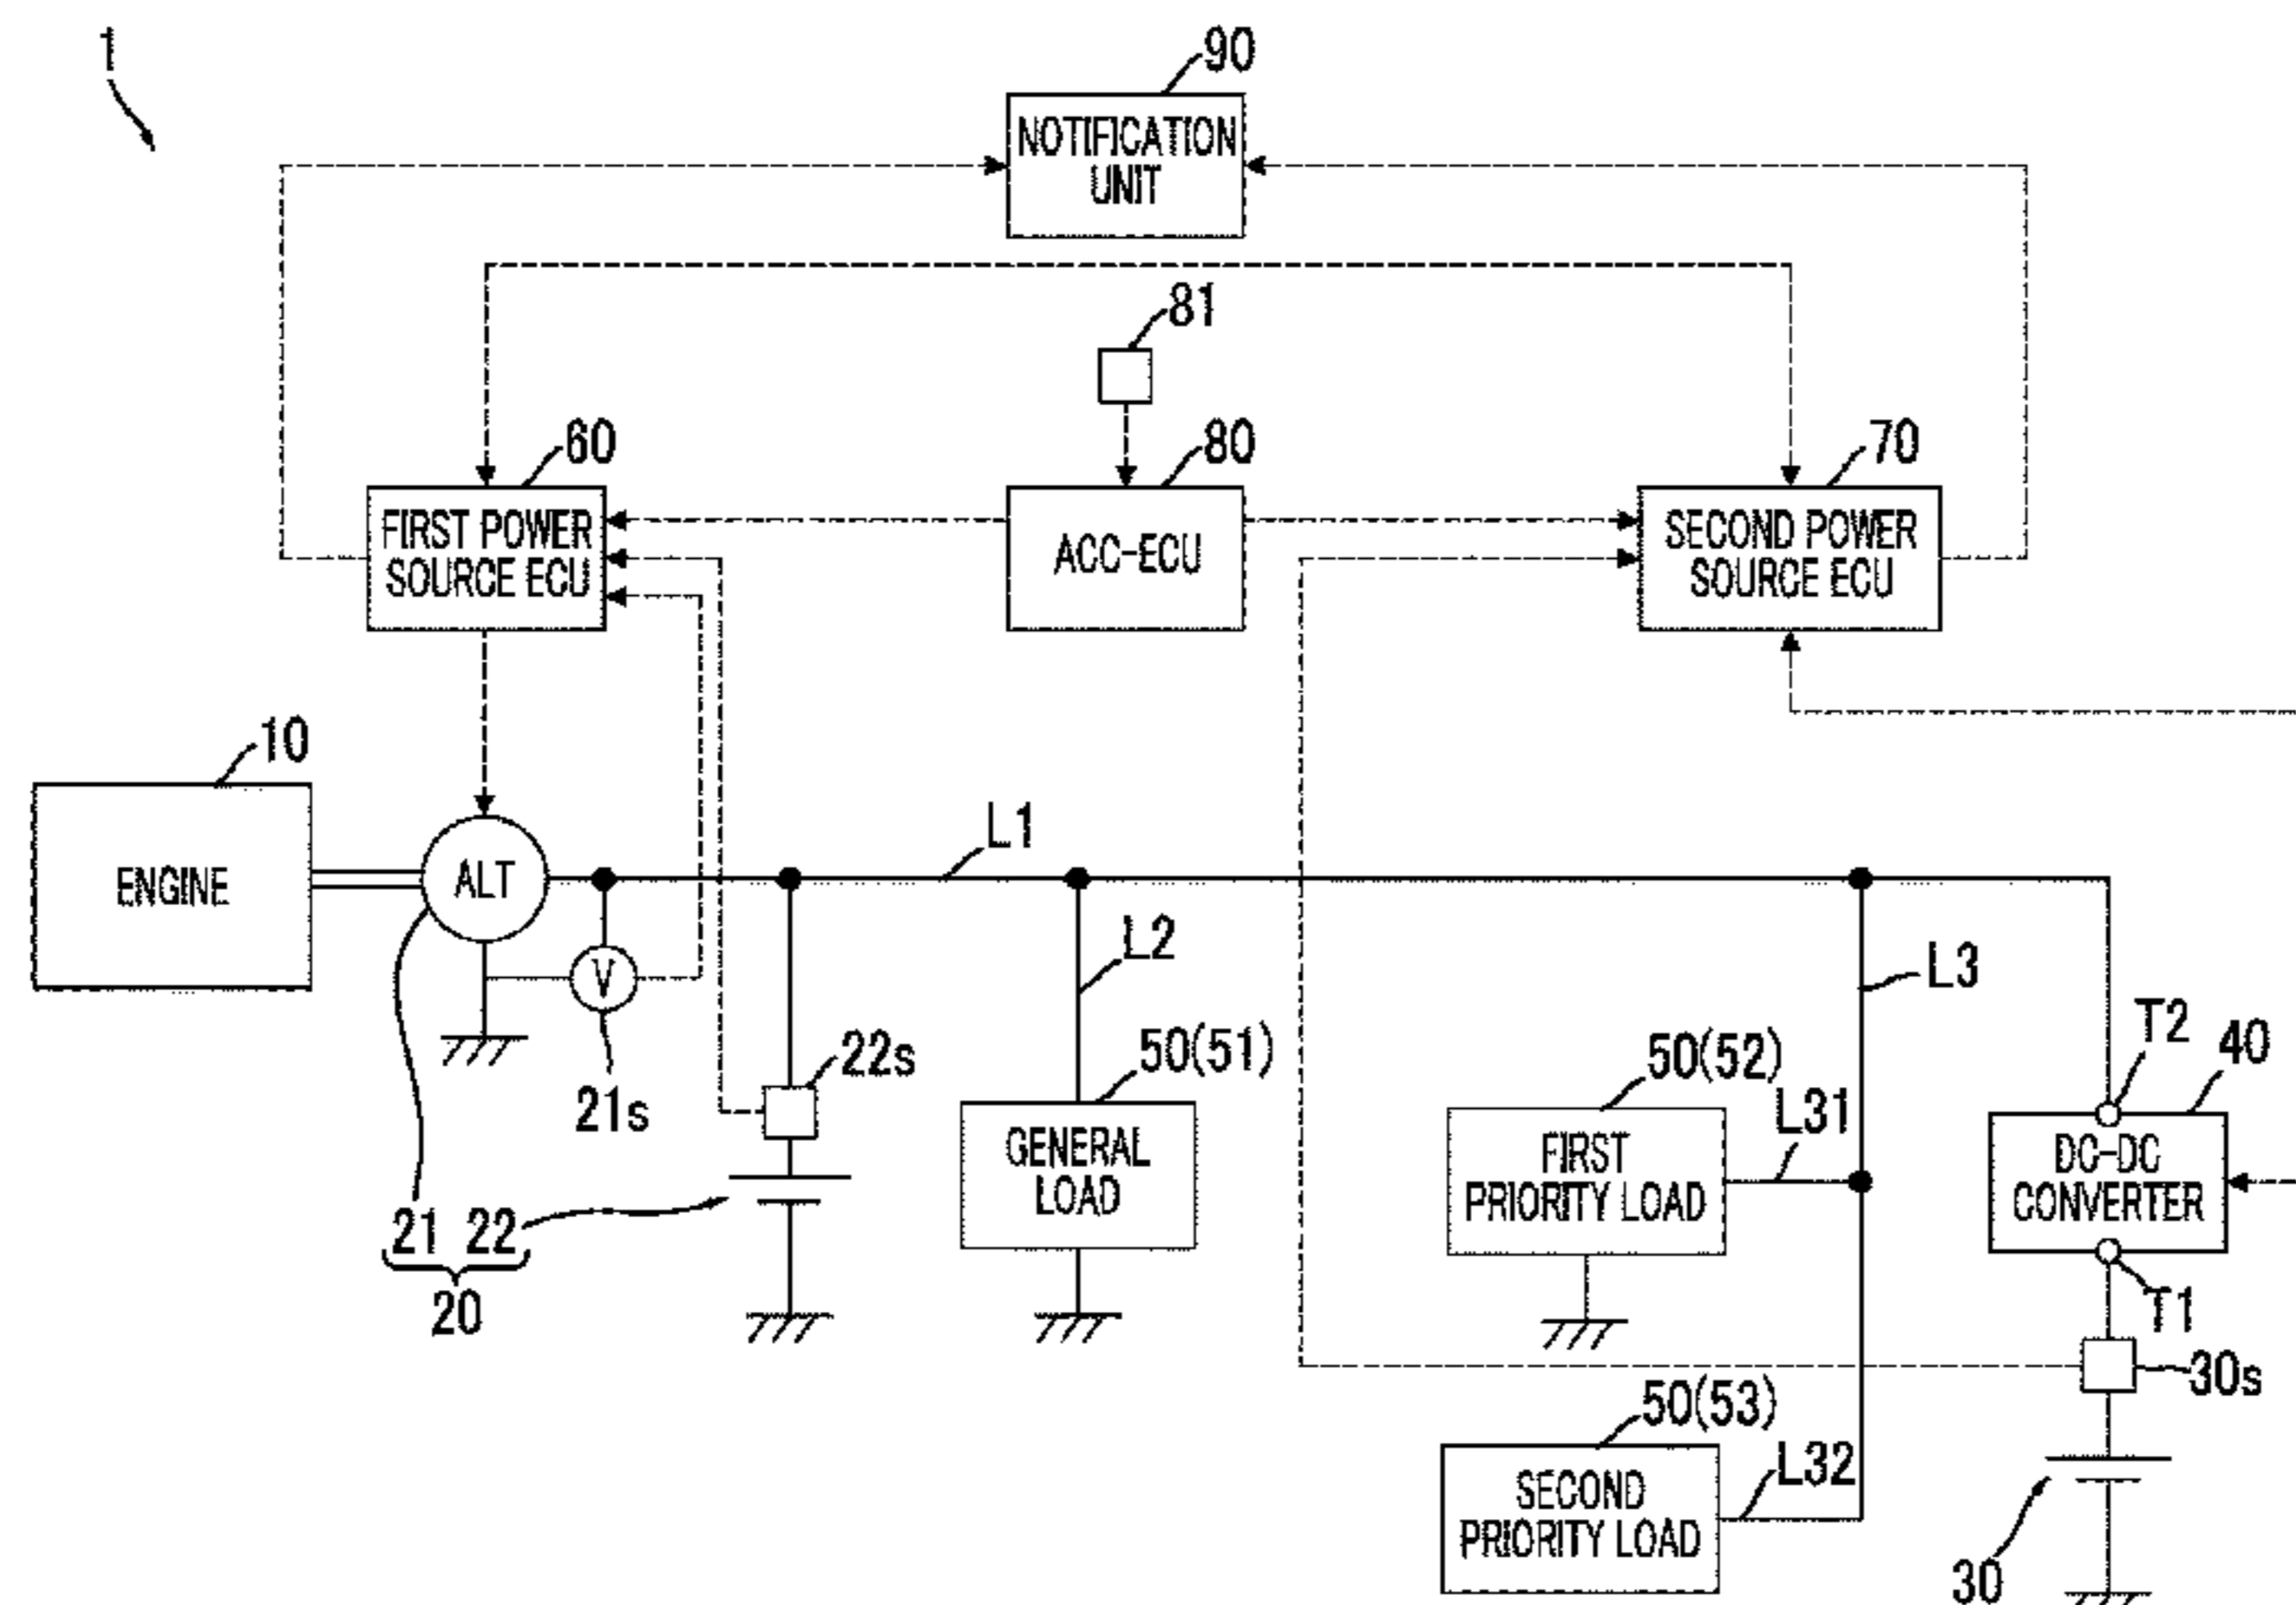 1
90
NOTIFICATION
UNIT
81
60
80
70
FIRST POWER
SOURCE ECU
ACC-ECU
SECOND POWER
SOURCE ECU
10
ENGINE
ALT
L1
L2
L3
V
21s
22s
50(51)
GENERAL
LOAD
50(52)
L31
FIRST
PRIORITY LOAD
T2
40
DC-DC
CONVERTER
T1
21 22
20
30s
50(53)
L32
SECOND
PRIORITY LOAD
30